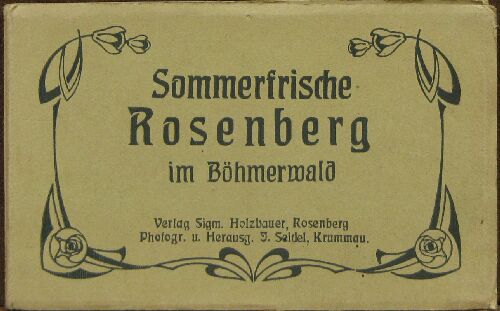 Sommerfrische
Rosenberg
im Böhmerwald
Verlag Sigm. Holzbauer, Rosenberg
Photogr. u. Herausg. J. Seidel, Krummau.